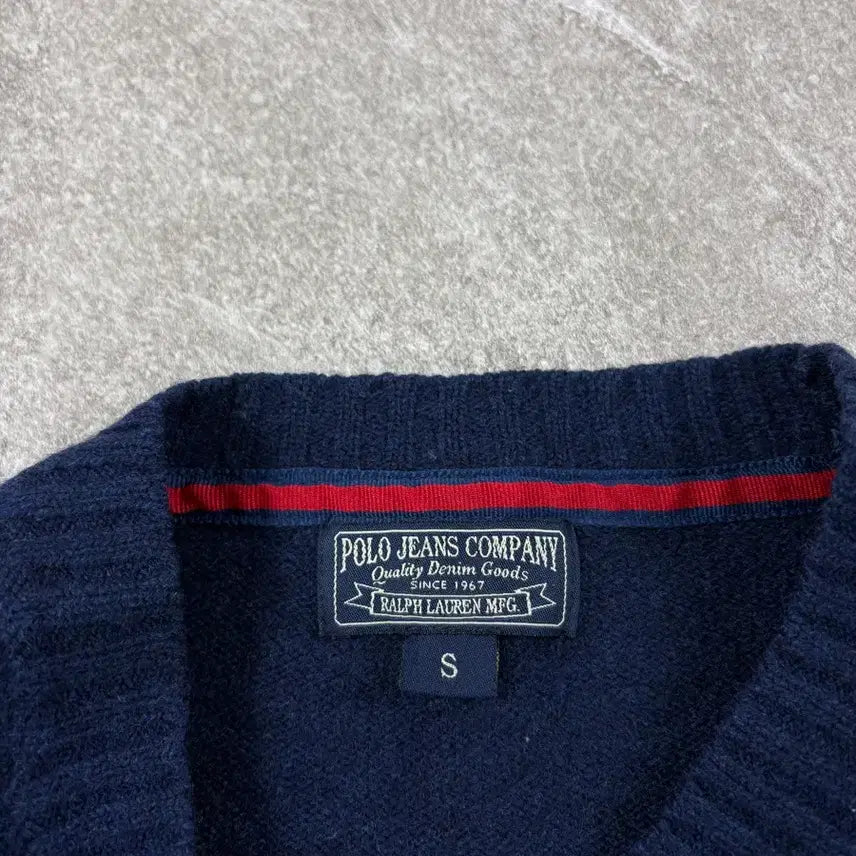 POLO JEANS COMPANY
Quality Denim Goods
SINCE 1967
RALPH LAUREN MFG.
S